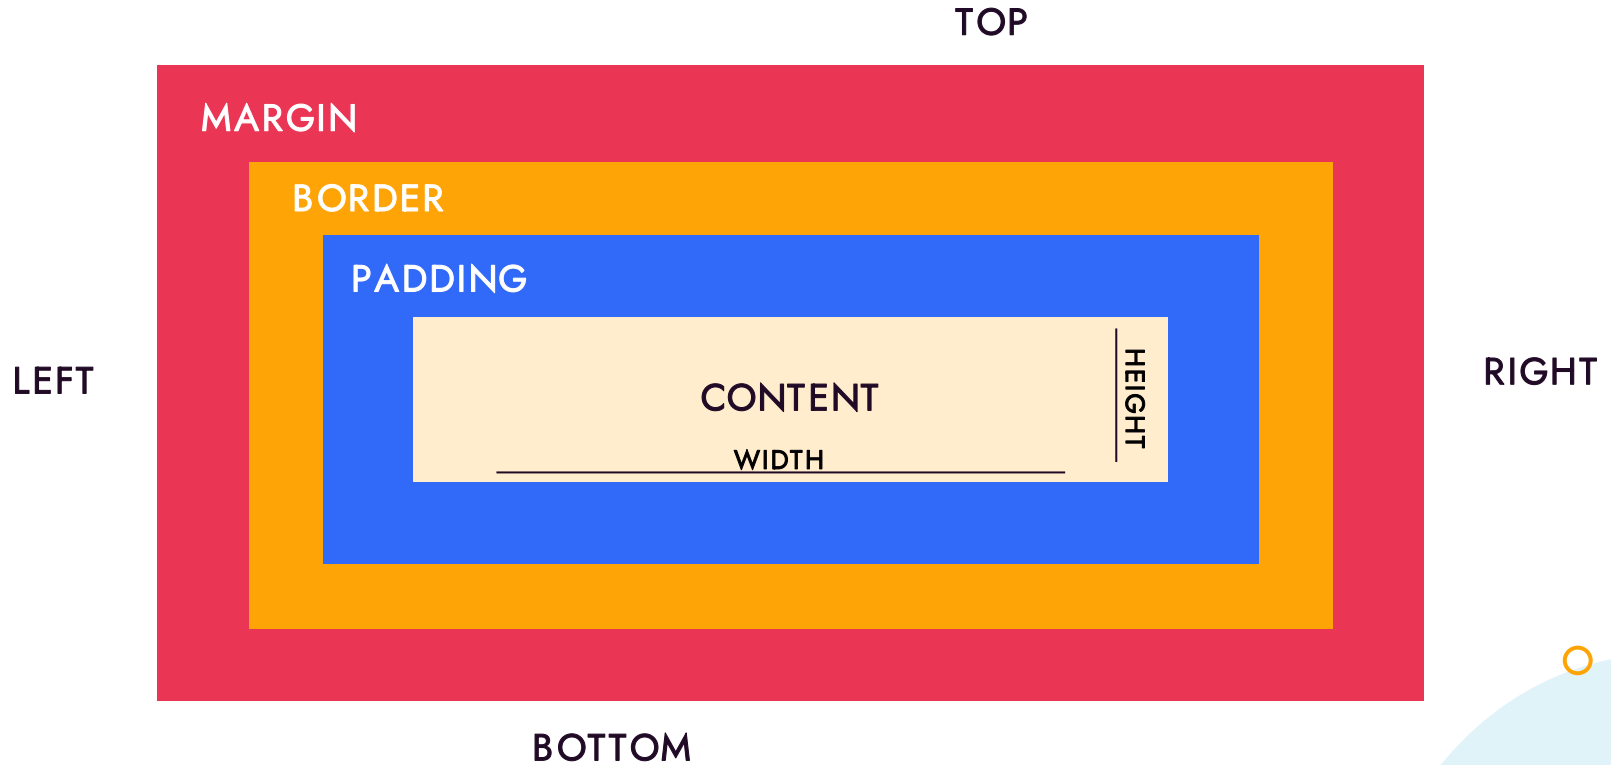 TOP
MARGIN
BORDER
PADDING
LEFT
CONTENT
HEIGHT
WIDTH
RIGHT
BOTTOM